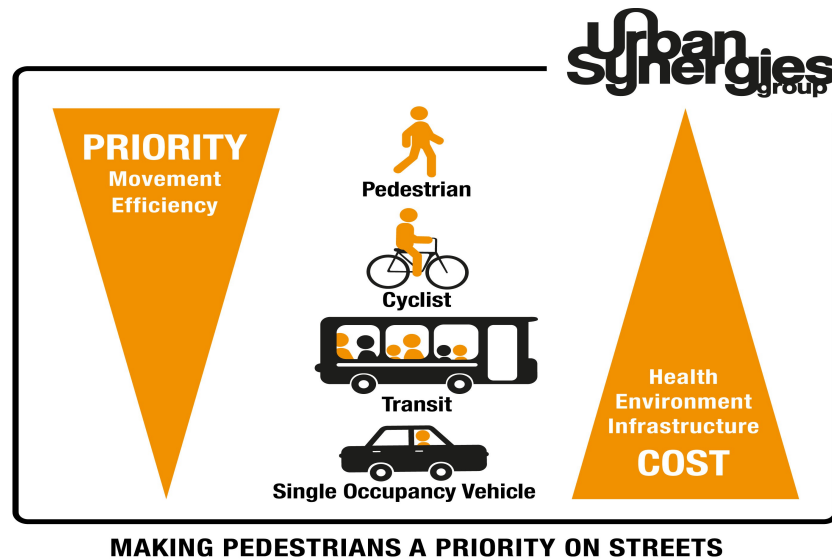 Urban
Synergies
group
PRIORITY
Movement
Efficiency
Pedestrian
Cyclist
Transit
Single Occupancy Vehicle
Health
Environment
Infrastructure
COST
MAKING PEDESTRIANS A PRIORITY ON STREETS